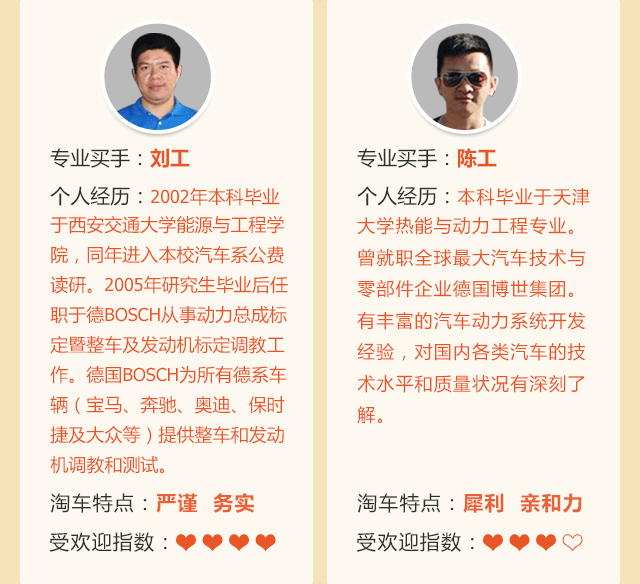 专业买手：刘工
个人经历：2002年本科毕业
于西安交通大学能源与工程学
院，同年进入本校汽车系公费
读研。2005年研究生毕业后任
职于德BOSCH从事动力总成标
定暨整车及发动机标定调教工
作。德国BOSCH为所有德系车
辆（宝马、奔驰、奥迪、保时
捷及大众等）提供整车和发动
机调教和测试。
淘车特点：严谨 务实
受欢迎指数：❤❤❤❤
专业买手：陈工
个人经历：本科毕业于天津
大学热能与动力工程专业。
曾就职全球最大汽车技术与
零部件企业德国博世集团。
有丰富的汽车动力系统开发
经验，对国内各类汽车的技
术水平和质量状况有深刻了
解。
淘车特点：犀利 亲和力
受欢迎指数：❤❤❤♡